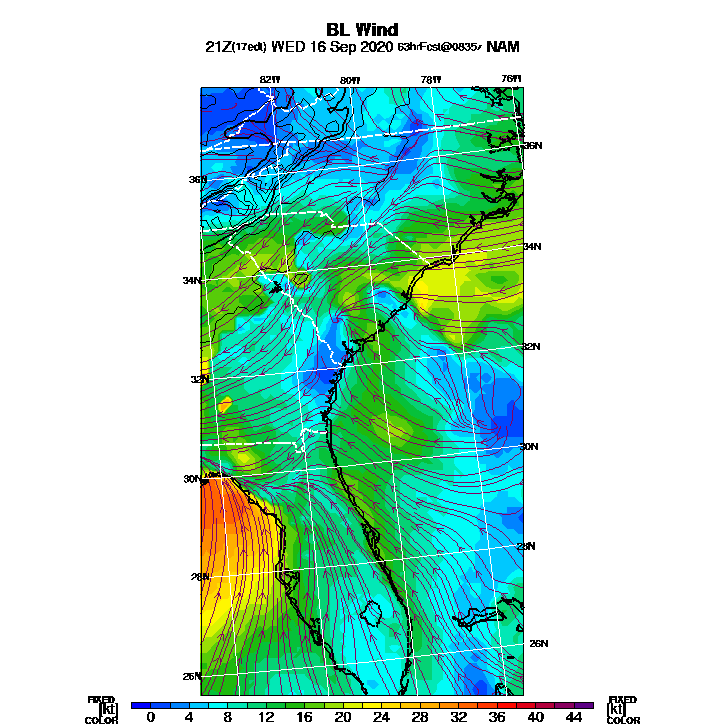 BL Wind
21Z(17edt) WED 16 Sep 2020 63hrFcst@0835z NAM
82W 80W 78W 76W
36N 36N
34N 34N
32N 32N
30N 30N
28N 28N
26N 26N
FIXED FIXED
[kt] [kt]
COLOR COLOR
0 4 8 12 16 20 24 28 32 36 40 44